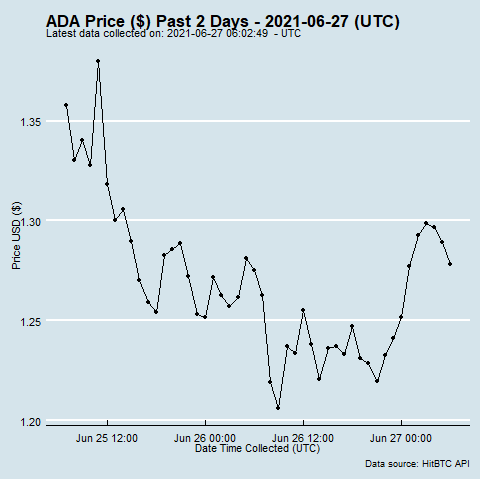 ADA Price ($) Past 2 Days - 2021-06-27 (UTC)
Latest data collected on: 2021-06-27 06:02:49  - UTC
1.35
1.30
1.25
1.20
Price USD ($)
Jun 25 12:00
Jun 26 00:00
Jun 26 12:00
Jun 27 00:00
Date Time Collected (UTC)
Data source: HitBTC API